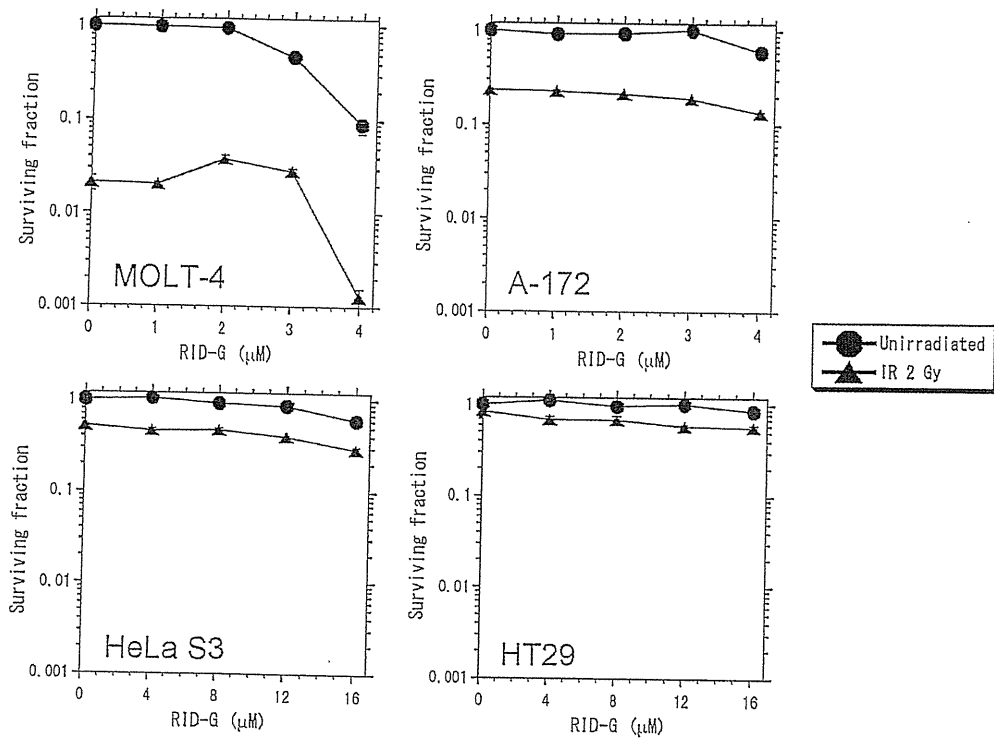 1
0.1
0.01
0.001
Surviving fraction
MOLT-4
0 1 2 3 4
RID-G (μM)
1
0.1
0.01
0.001
Surviving fraction
A-172
0 1 2 3 4
RID-G (μM)
Unirradiated
IR 2 Gy
1
0.1
0.01
0.001
Surviving fraction
HeLa S3
0 4 8 12 16
RID-G (μM)
1
0.1
0.01
0.001
Surviving fraction
HT29
0 4 8 12 16
RID-G (μM)